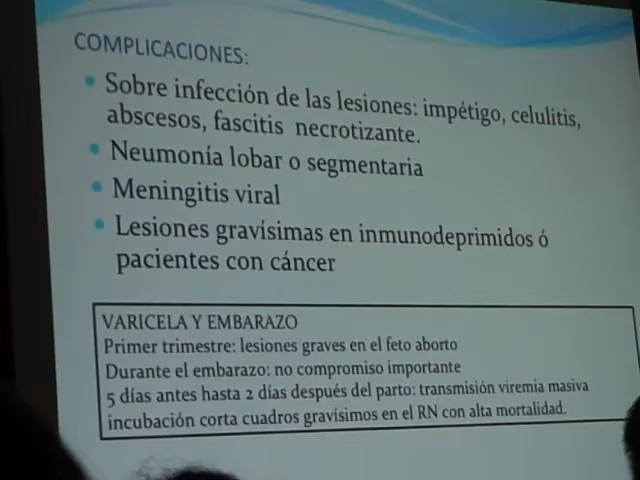 COMPLICACIONES:
• Sobre infección de las lesiones: impétigo, celulitis,
abscesos, fascitis necrotizante.
• Neumonía lobar o segmentaria
• Meningitis viral
• Lesiones gravísimas en inmunodeprimidos ó
pacientes con cáncer
VARICELA Y EMBARAZO
Primer trimestre: lesiones graves en el feto aborto
Durante el embarazo: no compromiso importante
5 días antes hasta 2 días después del parto: transmisión viremia masiva
incubación corta cuadros gravísimos en el RN con alta mortalidad.